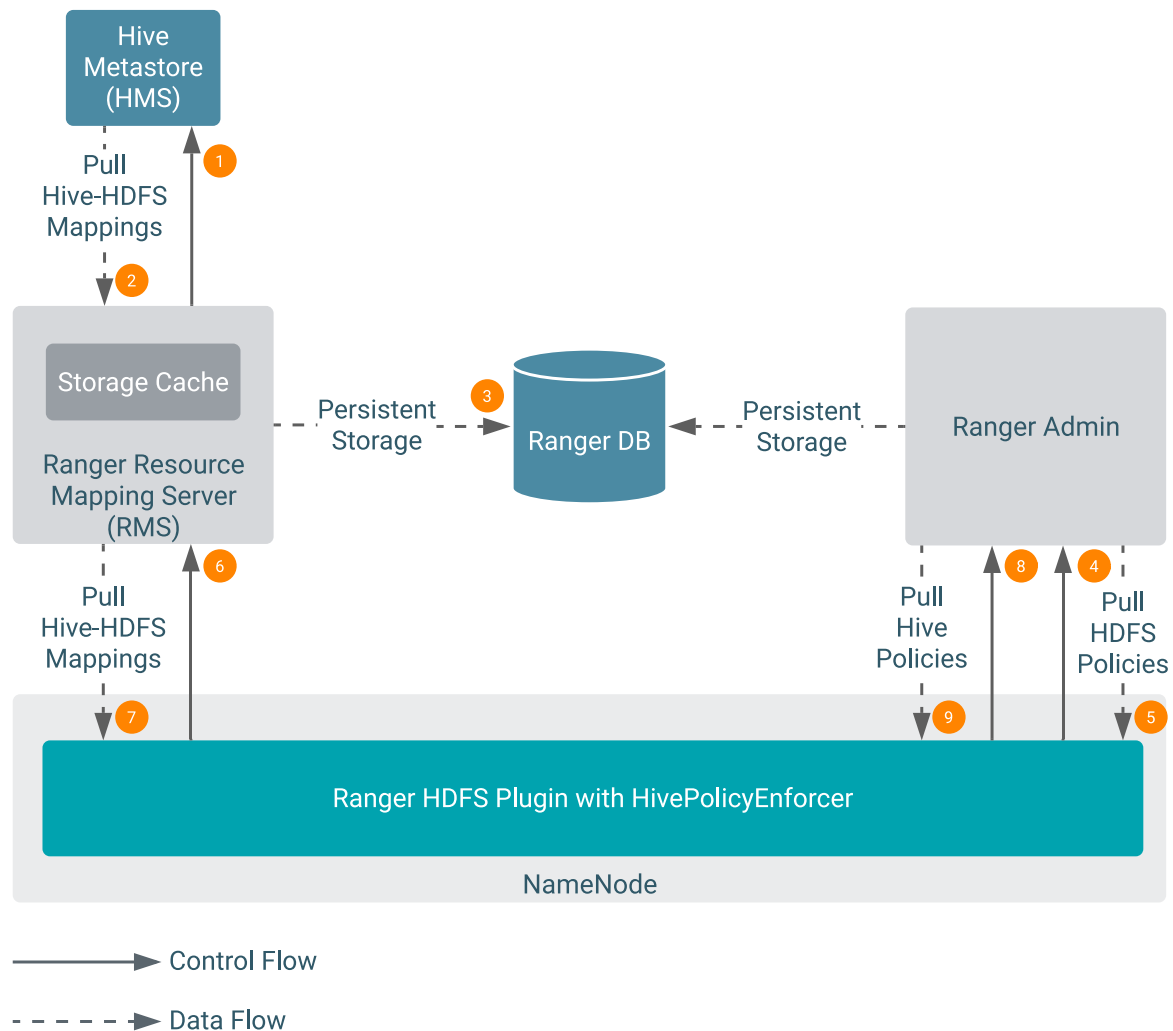 Hive
Metastore
(HMS)
1
Pull
Hive-HDFS
Mappings
2
Storage Cache
Ranger Resource
Mapping Server
(RMS)
Persistent
Storage
3
Ranger DB
Persistent
Storage
Ranger Admin
6
Pull
Hive-HDFS
Mappings
7
8
4
Pull
Hive
Policies
Pull
HDFS
Policies
9
5
Ranger HDFS Plugin with HivePolicyEnforcer
NameNode
Control Flow
Data Flow